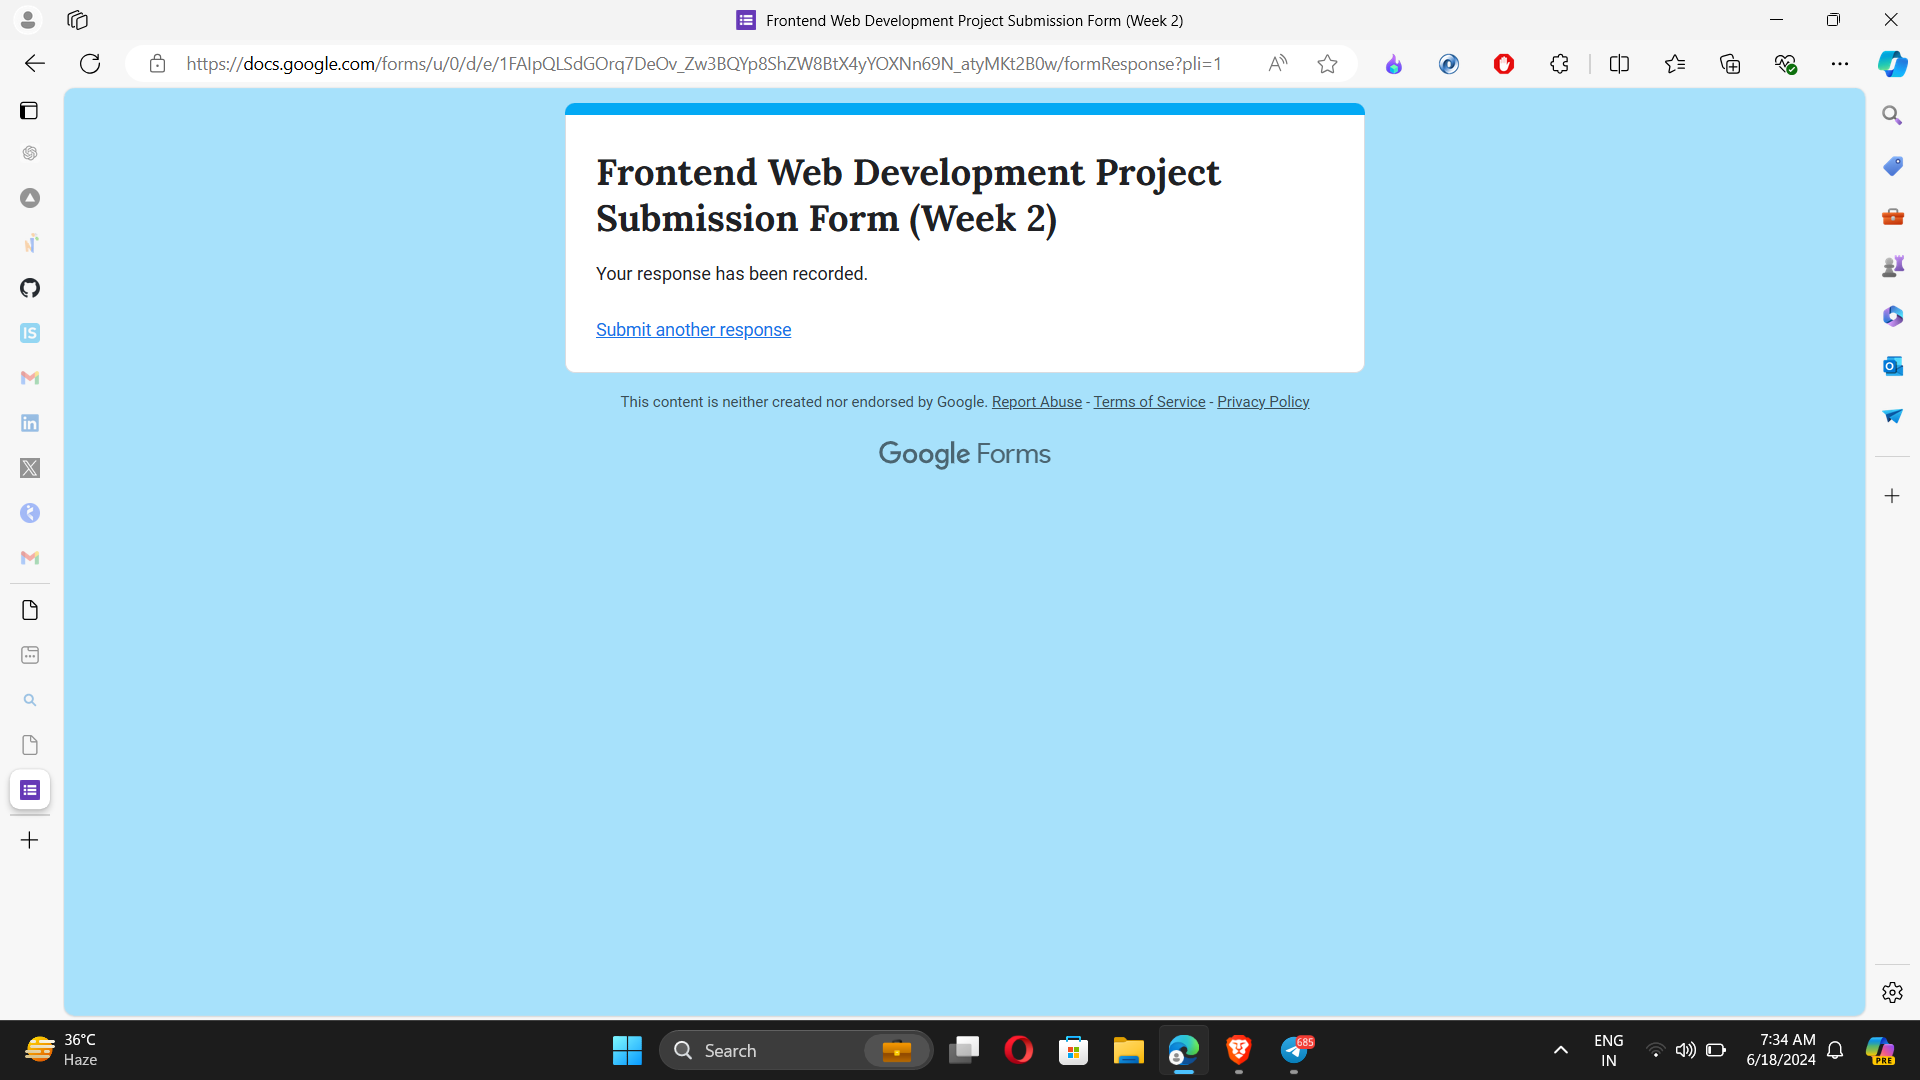 Frontend Web Development Project Submission Form (Week 2)
https://docs.google.com/forms/u/0/d/e/1FAIpQLSdGOrq7DeOv_Zw3BQYp8ShZW8BtX4yYOXNn69N_atyMKt2B0w/formResponse?pli=1
IS
Frontend Web Development Project
Submission Form (Week 2)
Your response has been recorded.
Submit another response
This content is neither created nor endorsed by Google. Report Abuse - Terms of Service - Privacy Policy
Google Forms
36°C
Haze
Search
685
ENG
IN
7:34 AM
6/18/2024
PRE